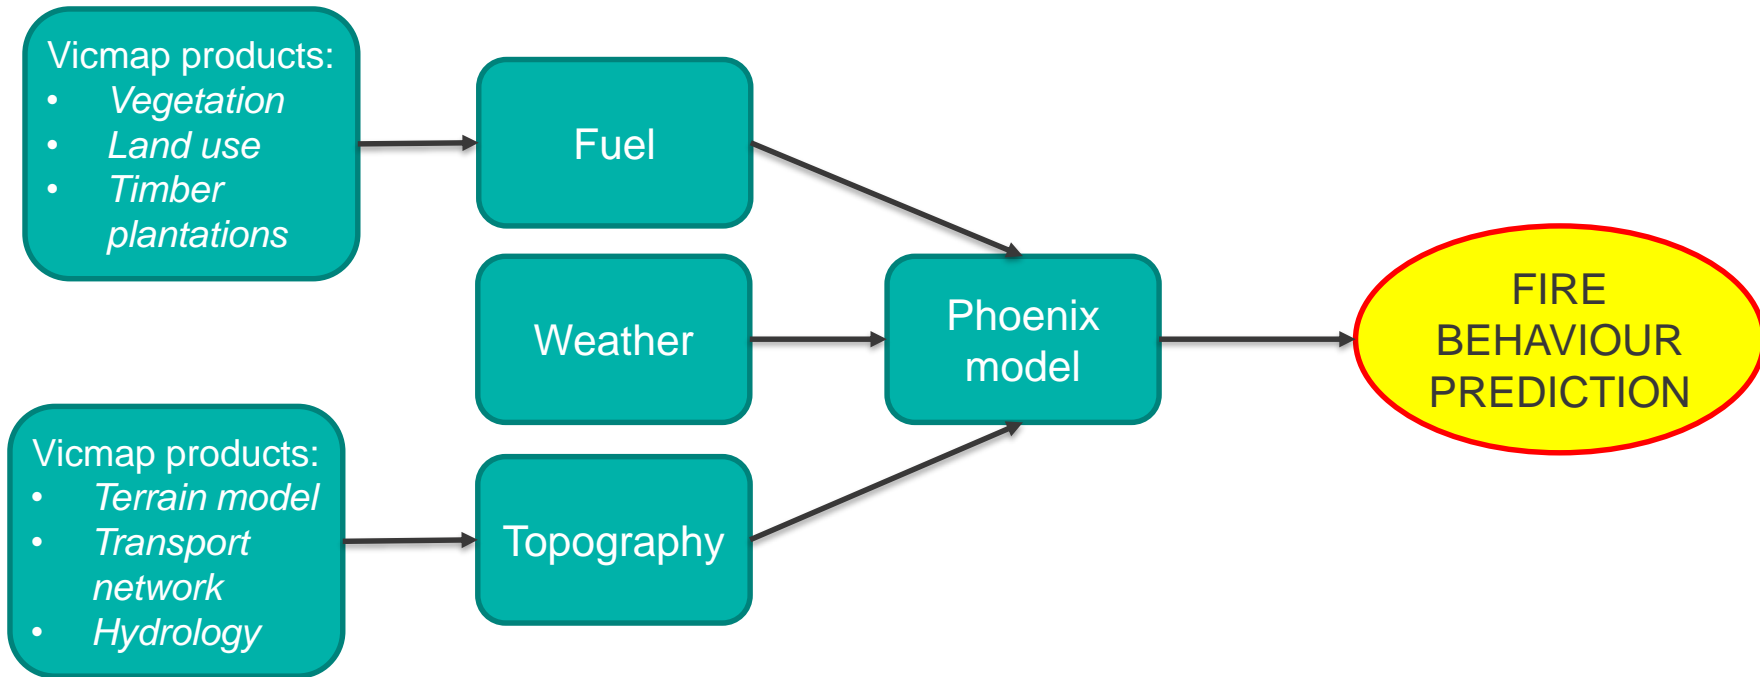 Vicmap products:
• Vegetation
• Land use
• Timber
plantations
Fuel
Weather
Vicmap products:
• Terrain model
• Transport
network
• Hydrology
Topography
Phoenix
model
FIRE
BEHAVIOUR
PREDICTION